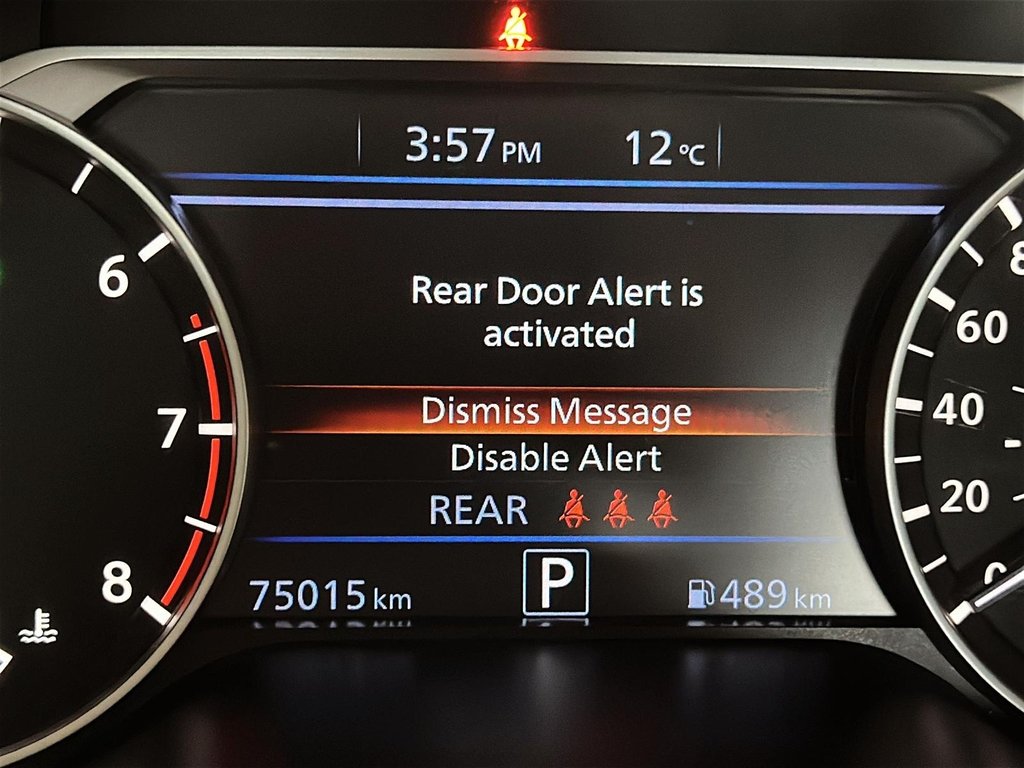 3:57 PM 12 °C
Rear Door Alert is
activated
Dismiss Message
Disable Alert
REAR
75015 km P 489 km
6
7
8
60
40
20
0